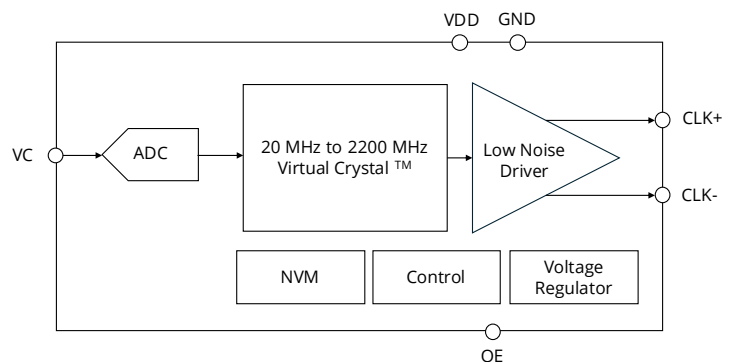 VDD GND
VC
ADC
20 MHz to 2200 MHz
Virtual Crystal ™
Low Noise
Driver
CLK+
CLK-
NVM
Control
Voltage
Regulator
OE